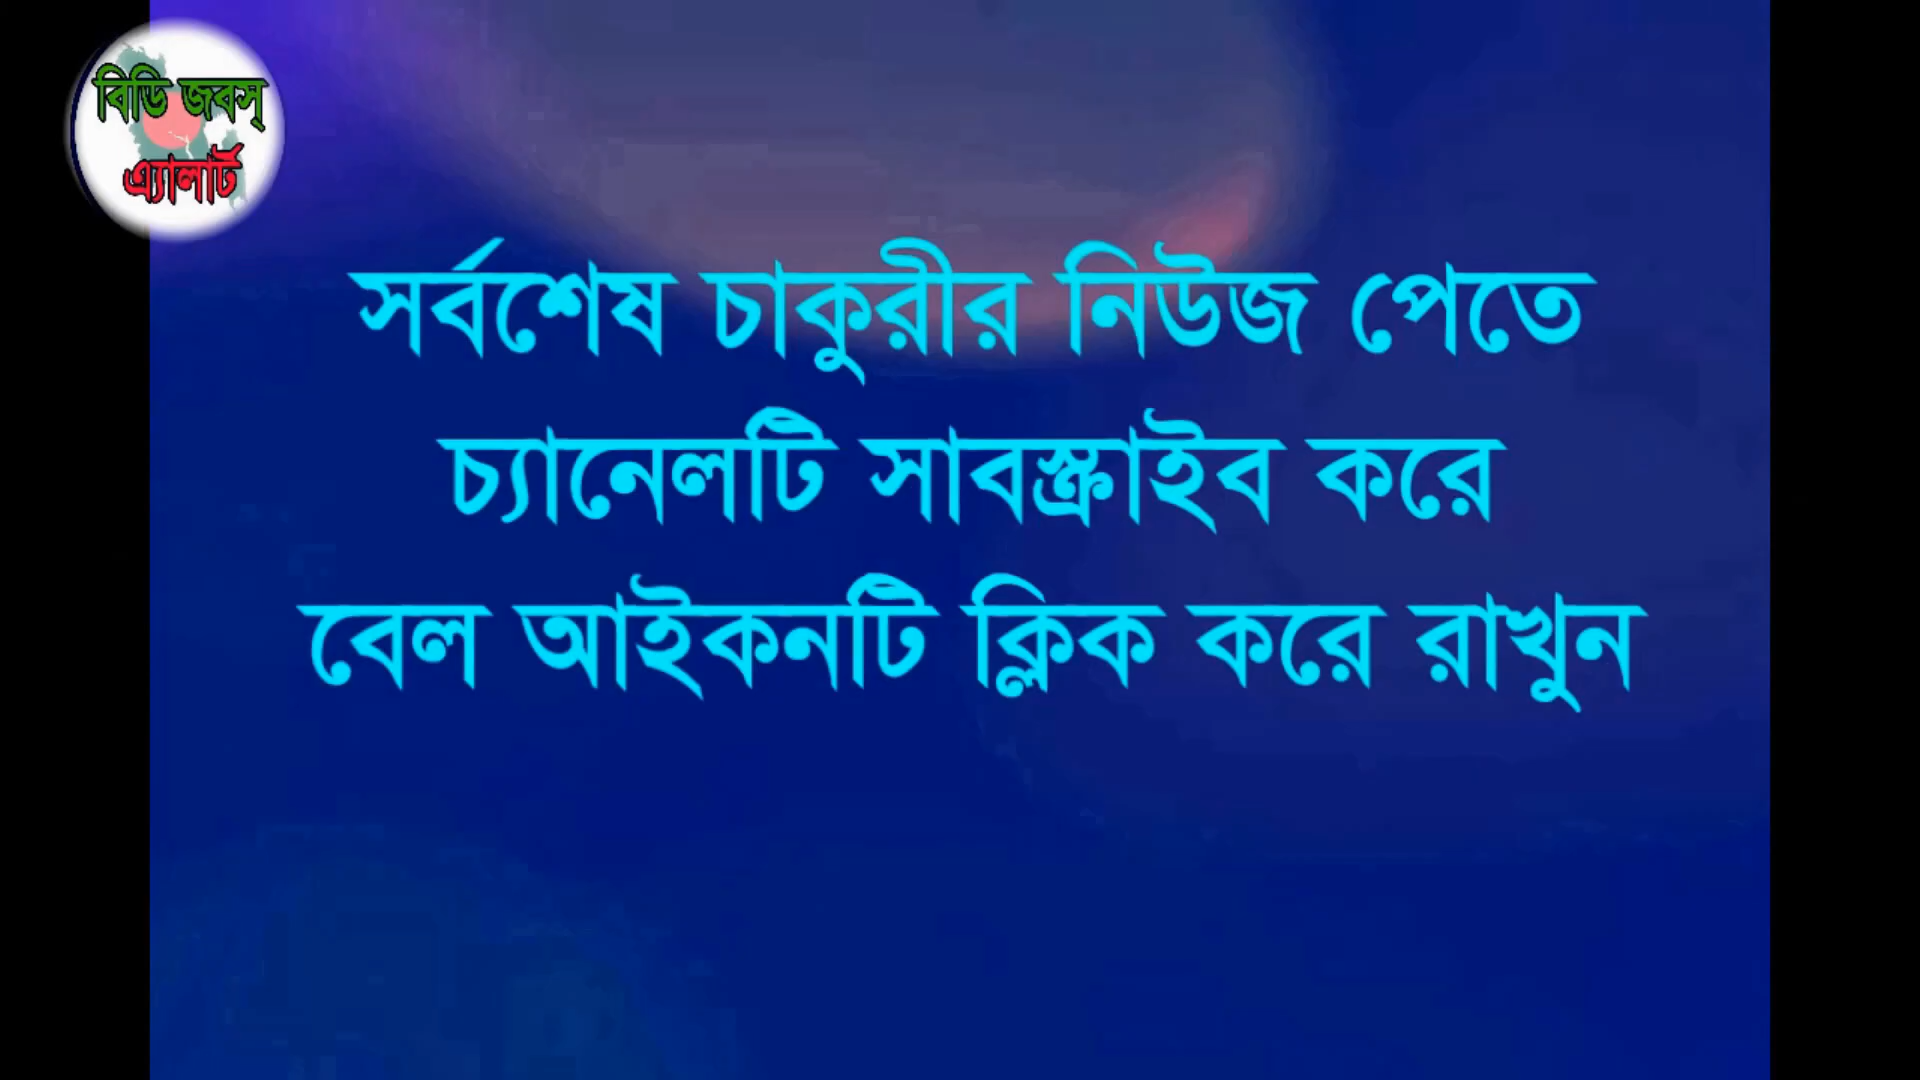 বিডি জবস্
এ্যালার্ট
সর্বশেষ চাকুরীর নিউজ পেতে
চ্যানেলটি সাবস্ক্রাইব করে
বেল আইকনটি ক্লিক করে রাখুন